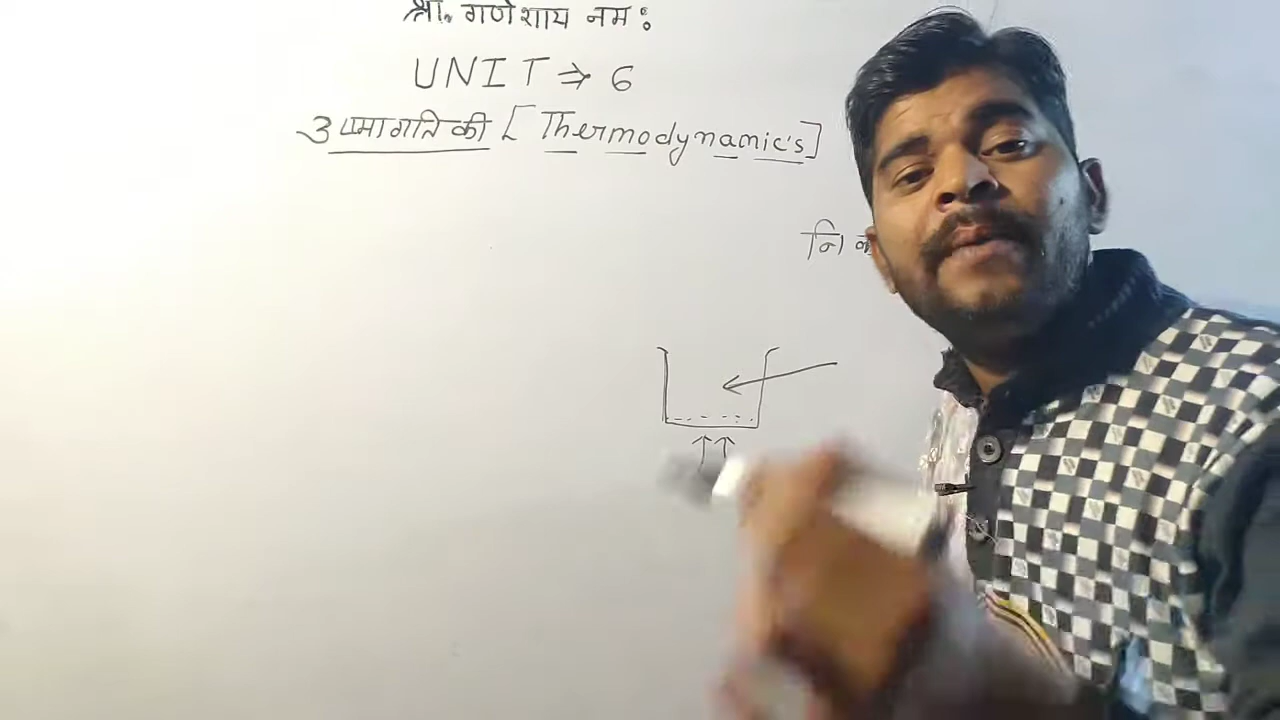 श्री. गणेशाय नमः
UNIT ⇒ 6
उष्मागतिकी [Thermodynamic's]